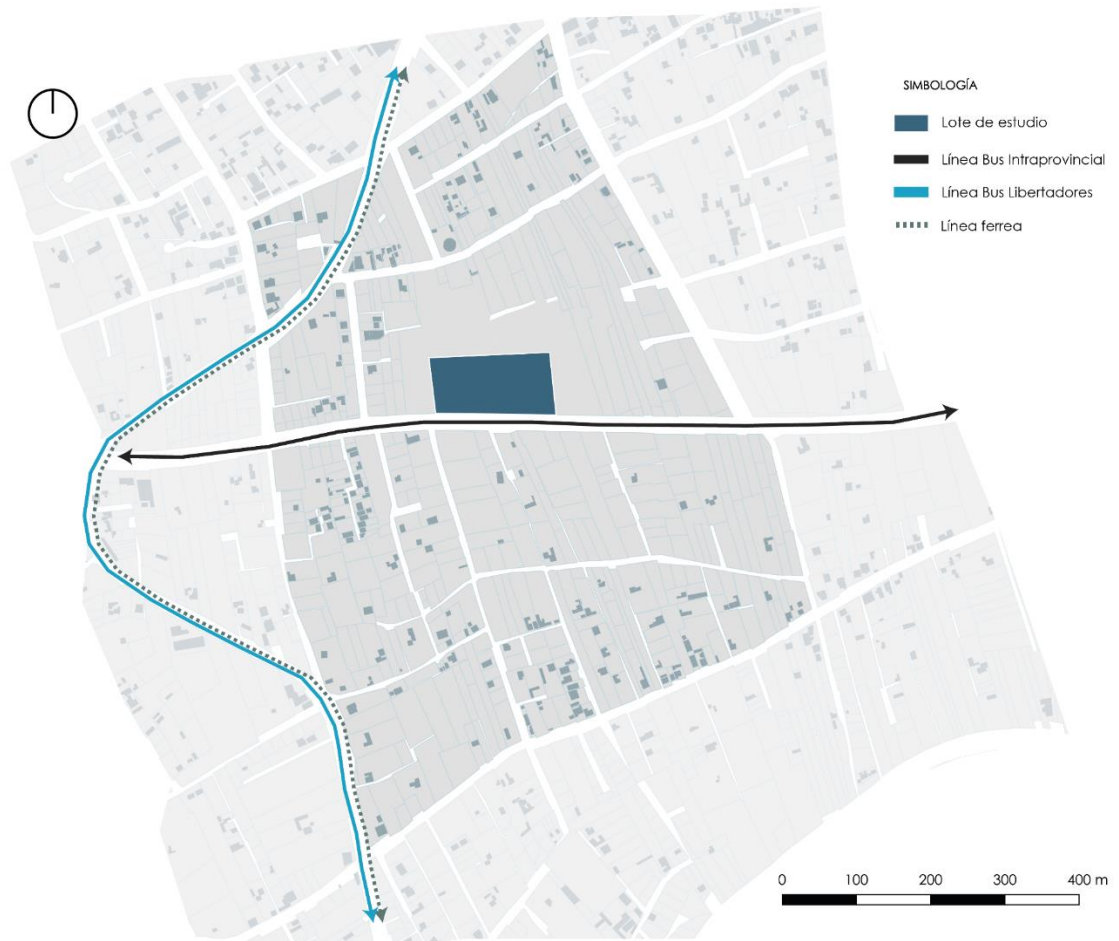 SIMBOLOGÍA
Lote de estudio
Línea Bus Intraprovincial
Línea Bus Libertadores
Línea ferrea
0 100 200 300 400 m